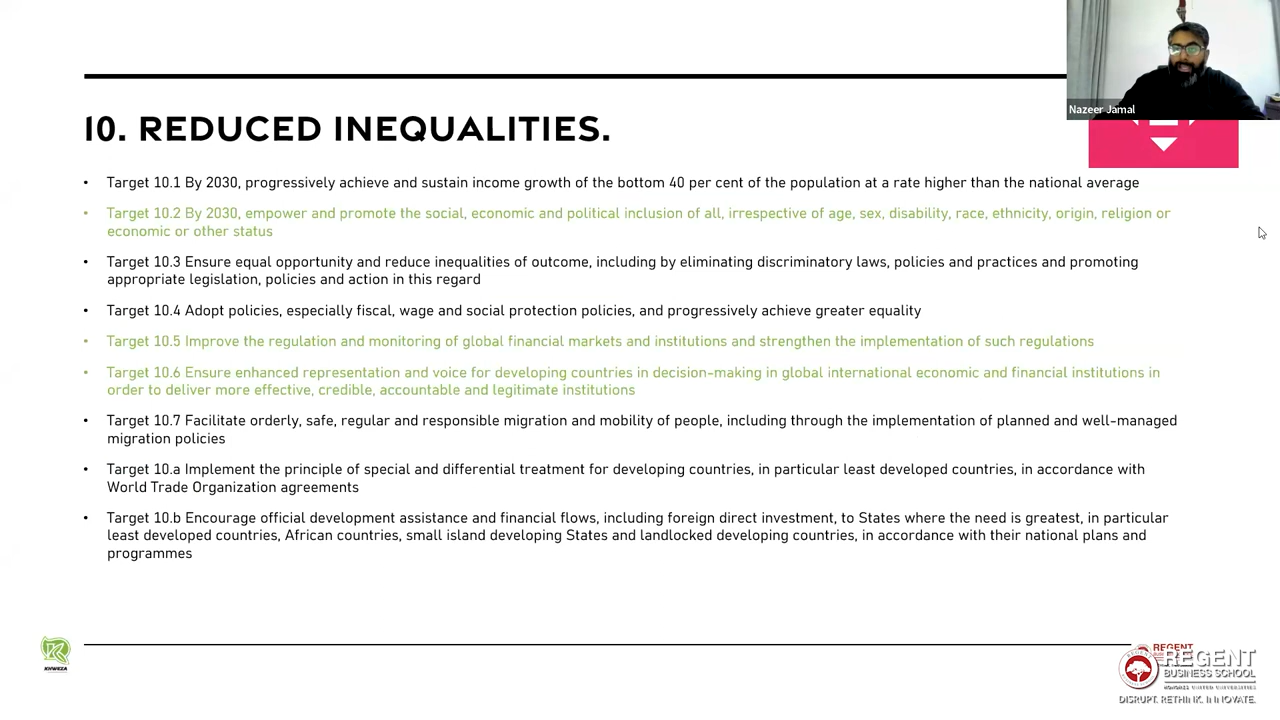 Nazeer Jamal
10. REDUCED INEQUALITIES.
• Target 10.1 By 2030, progressively achieve and sustain income growth of the bottom 40 per cent of the population at a rate higher than the national average
• Target 10.2 By 2030, empower and promote the social, economic and political inclusion of all, irrespective of age, sex, disability, race, ethnicity, origin, religion or
economic or other status
• Target 10.3 Ensure equal opportunity and reduce inequalities of outcome, including by eliminating discriminatory laws, policies and practices and promoting
appropriate legislation, policies and action in this regard
• Target 10.4 Adopt policies, especially fiscal, wage and social protection policies, and progressively achieve greater equality
• Target 10.5 Improve the regulation and monitoring of global financial markets and institutions and strengthen the implementation of such regulations
• Target 10.6 Ensure enhanced representation and voice for developing countries in decision-making in global international economic and financial institutions in
order to deliver more effective, credible, accountable and legitimate institutions
• Target 10.7 Facilitate orderly, safe, regular and responsible migration and mobility of people, including through the implementation of planned and well-managed
migration policies
• Target 10.a Implement the principle of special and differential treatment for developing countries, in particular least developed countries, in accordance with
World Trade Organization agreements
• Target 10.b Encourage official development assistance and financial flows, including foreign direct investment, to States where the need is greatest, in particular
least developed countries, African countries, small island developing States and landlocked developing countries, in accordance with their national plans and
programmes
KHWEZA
REGENT
REGENT
BUSINESS SCHOOL
DISRUPT. RETHINK. INNOVATE.